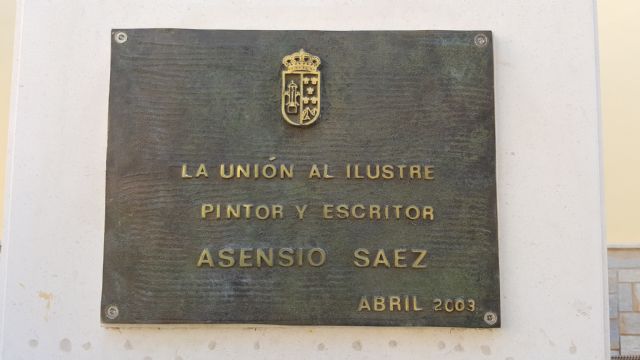 LA UNIÓN AL ILUSTRE
PINTOR Y ESCRITOR
ASENSIO SAEZ
ABRIL 2003